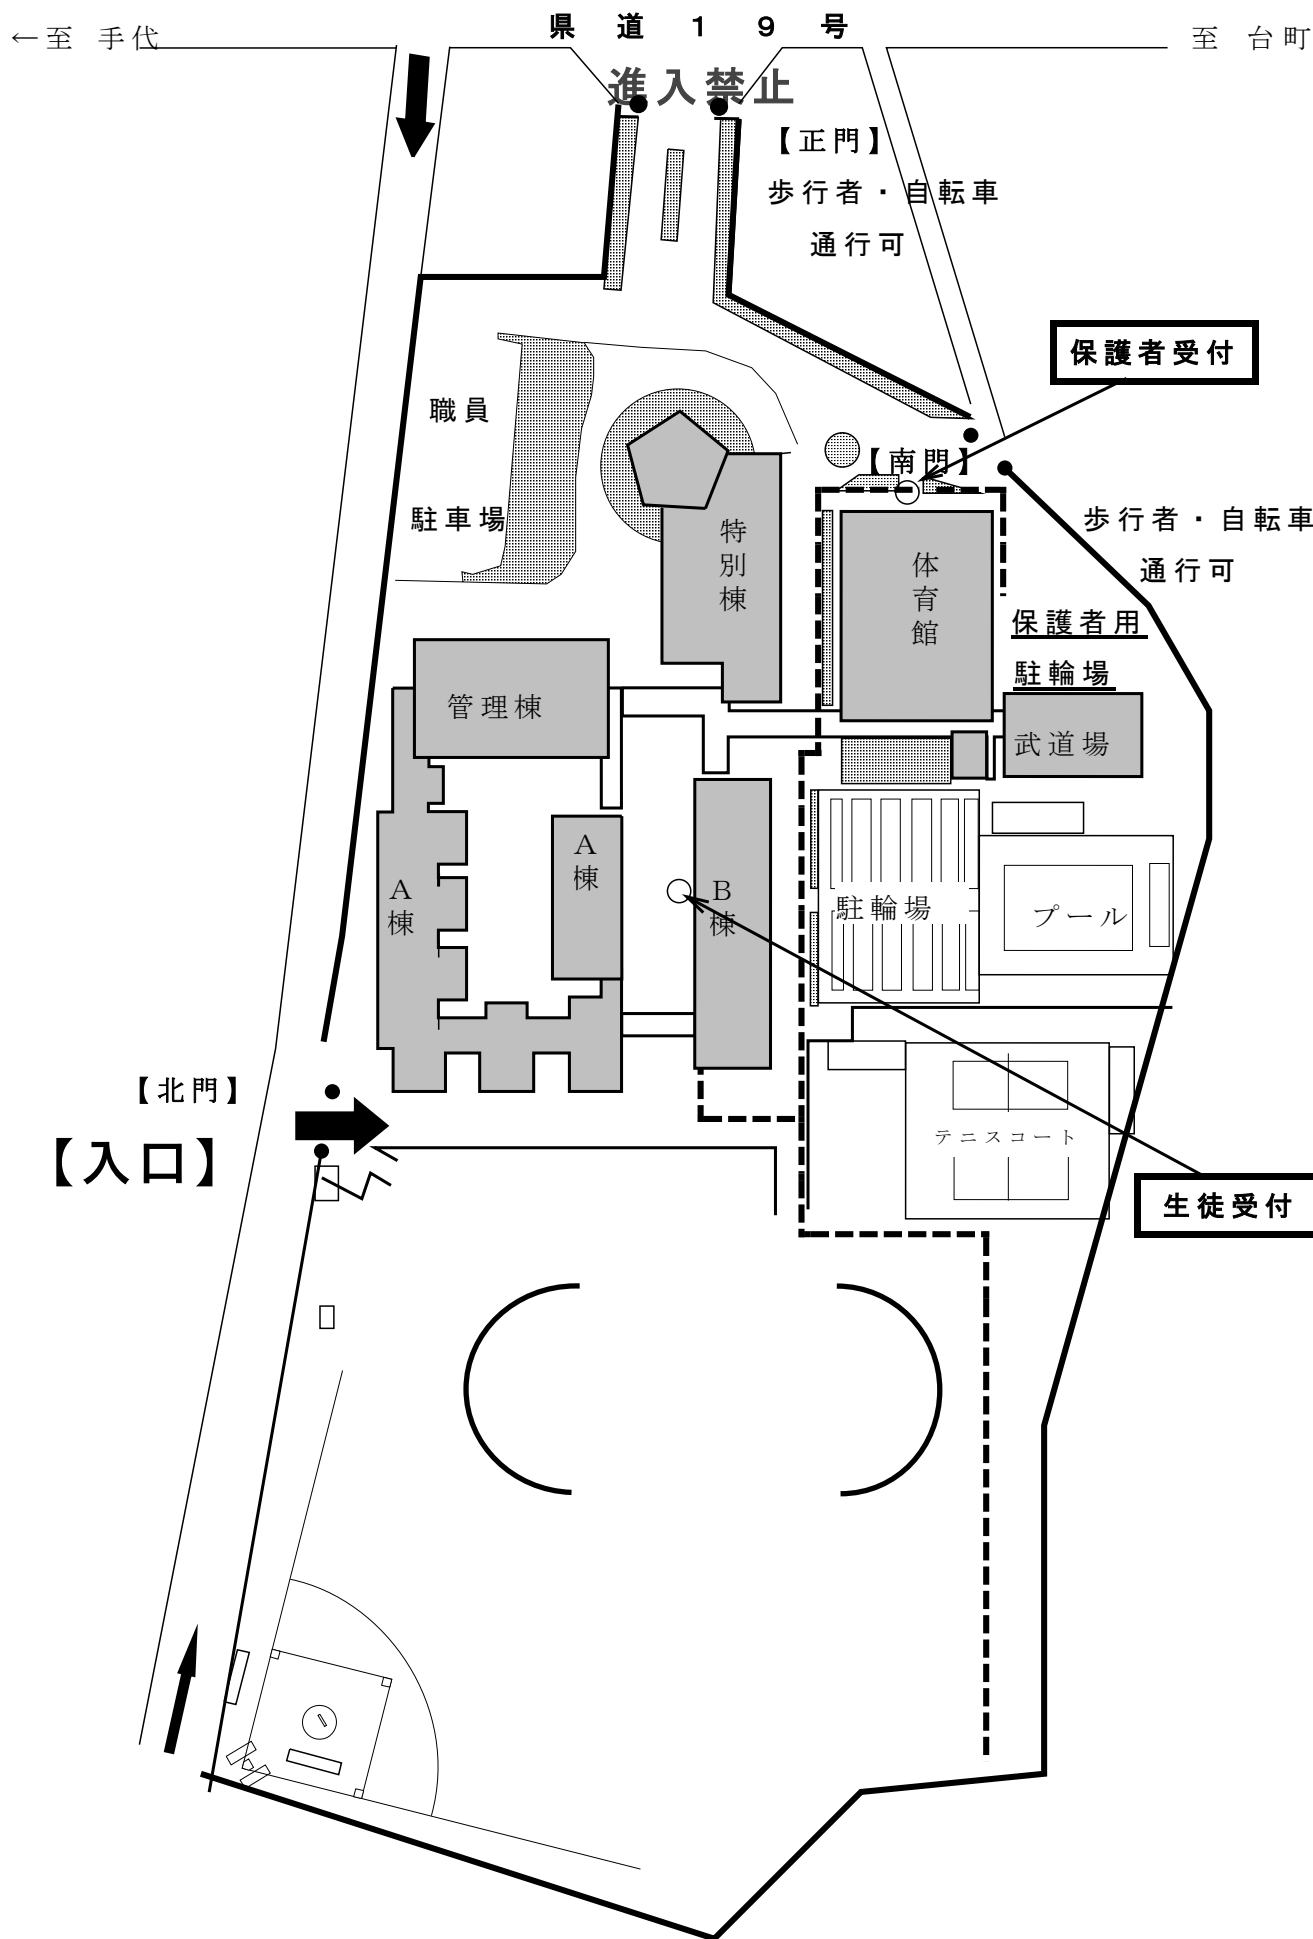 県道１９号
←至 手代
至 台町
進入禁止
【正門】
歩行者・自転車
通行可
保護者受付
職員
駐車場
【南門】
歩行者・自転車
通行可
特別棟
体育館
保護者用
駐輪場
管理棟
武道場
Ａ棟
Ａ棟
Ｂ棟
駐輪場
プール
【北門】
【入口】
テニスコート
生徒受付